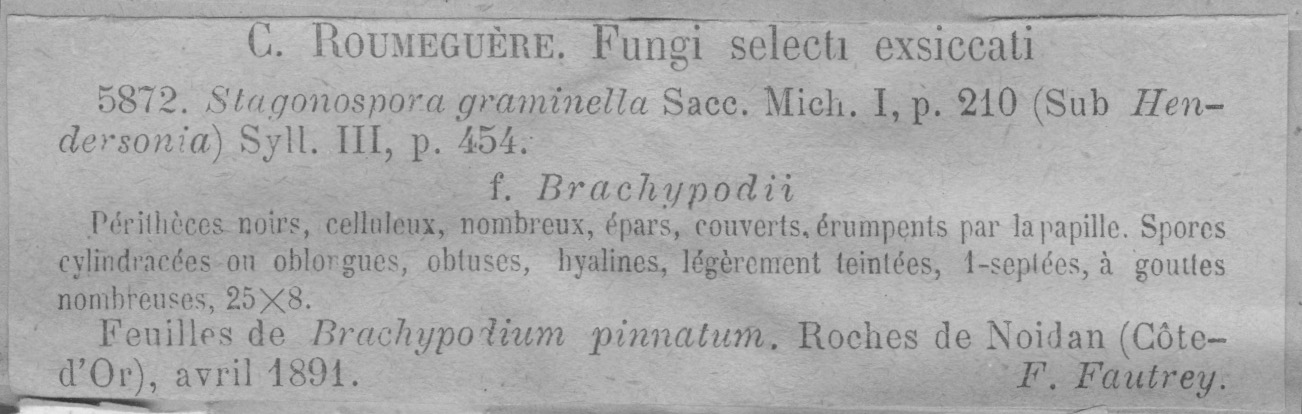 C. ROUMEGUÈRE. Fungi selecti exsiccati
5872. Stagonospora graminella Sacc. Mich. I, p. 210 (Sub Hen-
dersonia) Syll. III, p. 454.
f. Brachypodii
Périthèces noirs, celluleux, nombreux, épars, couverts, érumpents par la papille. Spores
cylindracées ou oblongues, obtuses, hyalines, légèrement teintées, 1-septées, à gouttes
nombreuses, 25×8.
Feuilles de Brachypodium pinnatum. Roches de Noidan (Côte-
d'Or), avril 1891. F. Fautrey.